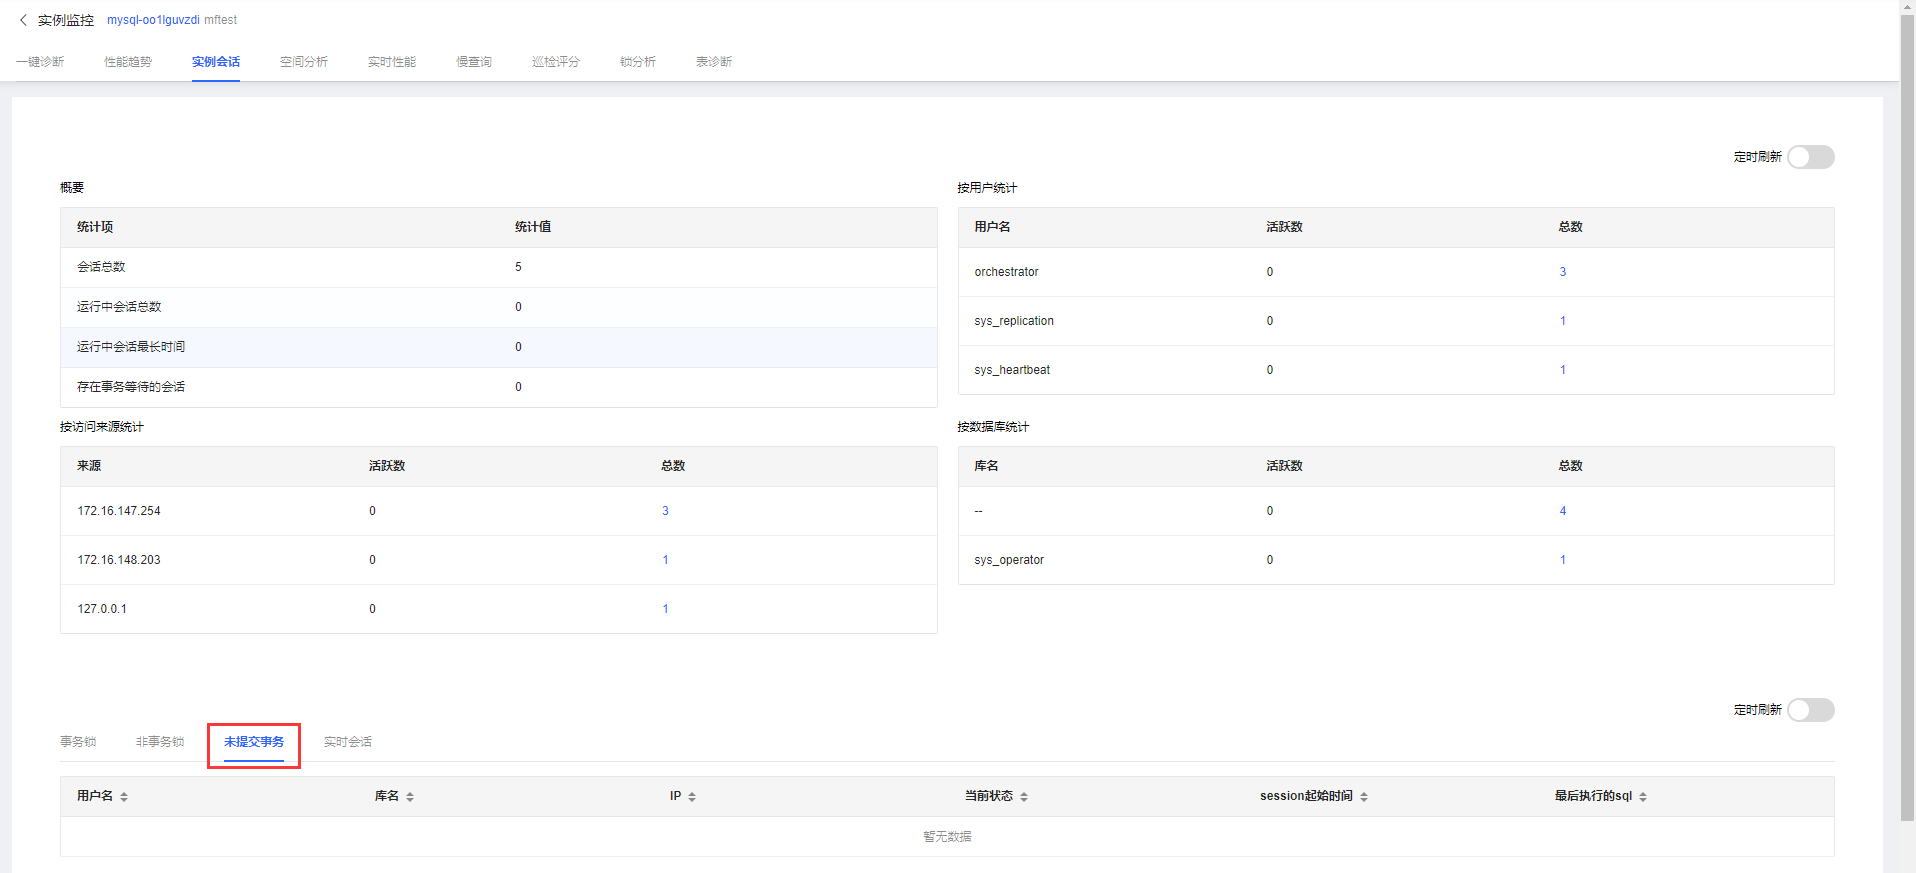 实例监控 mysql-oo1lguvzdi mftest
一键诊断 性能趋势 实例会话 空间分析 实时性能 慢查询 巡检评分 锁分析 表诊断
定时刷新
概要
统计项 统计值
会话总数 5
运行中会话总数 0
运行中会话最长时间 0
存在事务等待的会话 0
按用户统计
用户名 活跃数 总数
orchestrator 0 3
sys_replication 0 1
sys_heartbeat 0 1
按访问来源统计
来源 活跃数 总数
172.16.147.254 0 3
172.16.148.203 0 1
127.0.0.1 0 1
按数据库统计
库名 活跃数 总数
-- 0 4
sys_operator 0 1
定时刷新
事务锁 非事务锁 未提交事务 实时会话
用户名 库名 IP 当前状态 session起始时间 最后执行的sql
暂无数据